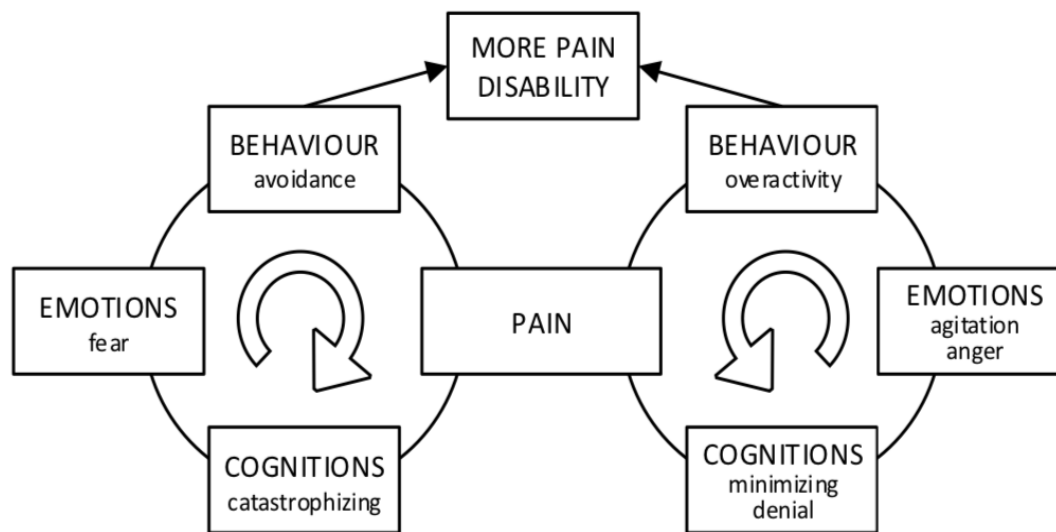 MORE PAIN
DISABILITY
BEHAVIOUR
avoidance
BEHAVIOUR
overactivity
EMOTIONS
fear
PAIN
EMOTIONS
agitation
anger
COGNITIONS
catastrophizing
COGNITIONS
minimizing
denial